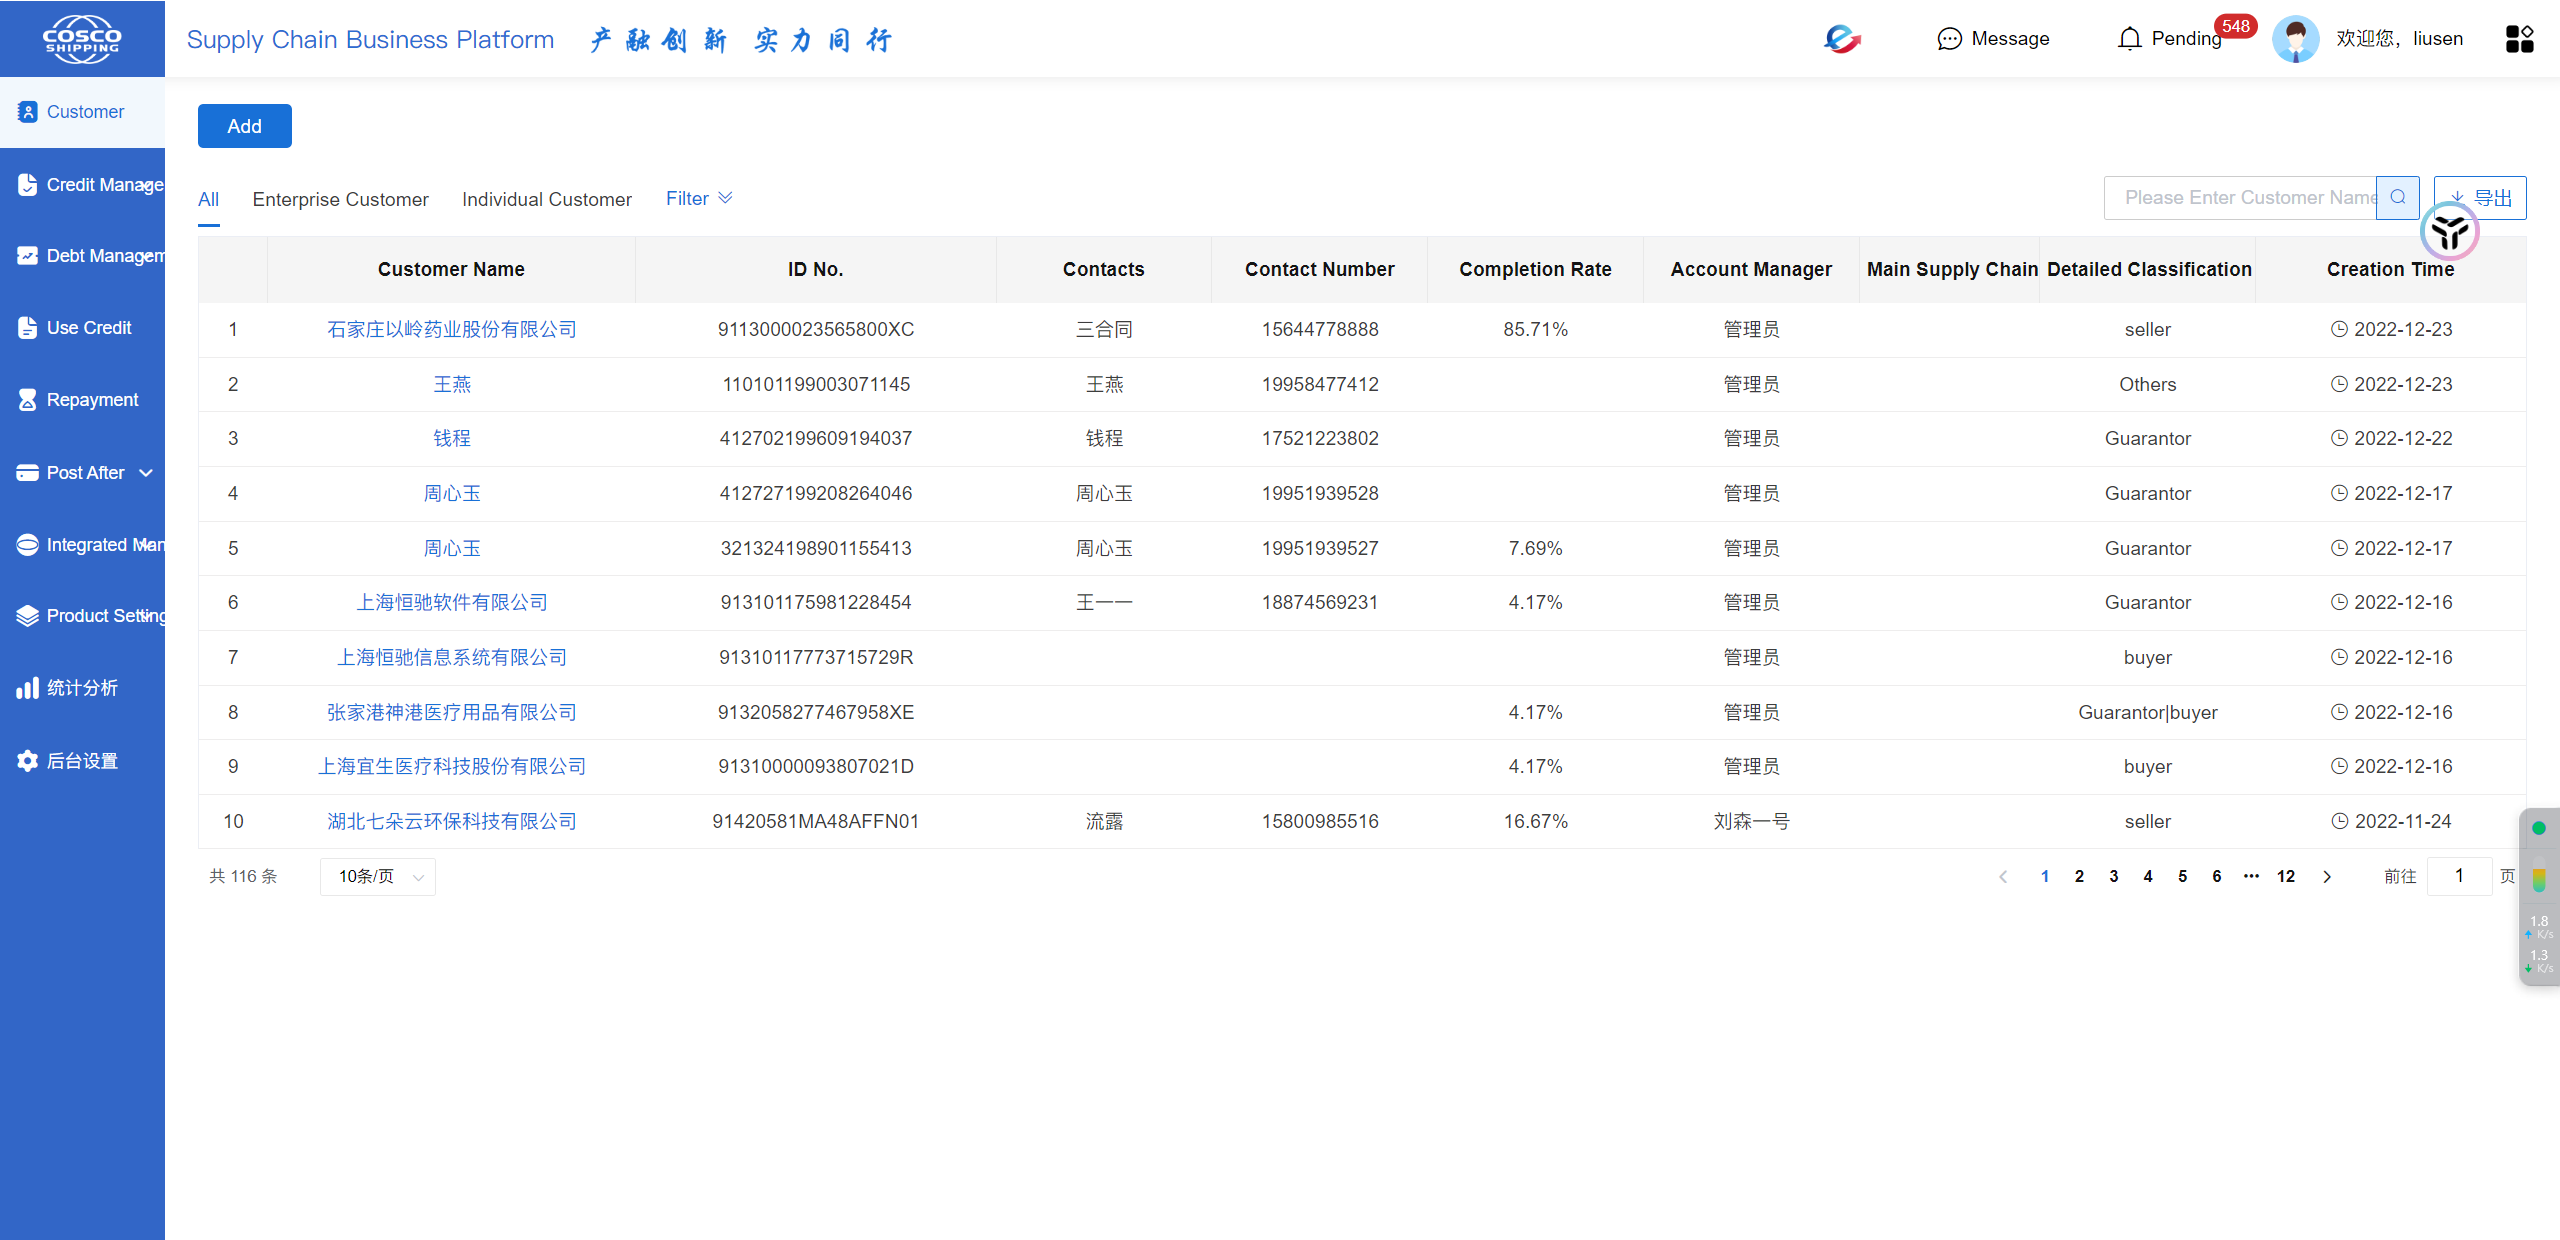 COSCO
SHIPPING
Supply Chain Business Platform 产融创新 实力同行
Message
Pending 548
欢迎您，liusen
Customer
Credit Manage
Debt Managem
Use Credit
Repayment
Post After
Integrated Man
Product Setting
统计分析
后台设置
Add
All Enterprise Customer Individual Customer Filter
Please Enter Customer Name
导出
Customer Name ID No. Contacts Contact Number Completion Rate Account Manager Main Supply Chain Detailed Classification Creation Time
1 石家庄以岭药业股份有限公司 9113000023565800XC 三合同 15644778888 85.71% 管理员 seller 2022-12-23
2 王燕 110101199003071145 王燕 19958477412 管理员 Others 2022-12-23
3 钱程 412702199609194037 钱程 17521223802 管理员 Guarantor 2022-12-22
4 周心玉 412727199208264046 周心玉 19951939528 管理员 Guarantor 2022-12-17
5 周心玉 321324198901155413 周心玉 19951939527 7.69% 管理员 Guarantor 2022-12-17
6 上海恒驰软件有限公司 913101175981228454 王一一 18874569231 4.17% 管理员 Guarantor 2022-12-16
7 上海恒驰信息系统有限公司 91310117773715729R 管理员 buyer 2022-12-16
8 张家港神港医疗用品有限公司 9132058277467958XE 4.17% 管理员 Guarantor|buyer 2022-12-16
9 上海宜生医疗科技股份有限公司 91310000093807021D 4.17% 管理员 buyer 2022-12-16
10 湖北七朵云环保科技有限公司 91420581MA48AFFN01 流露 15800985516 16.67% 刘森一号 seller 2022-11-24
共 116 条 10条/页 1 2 3 4 5 6 ••• 12 前往 1 页
1.8
K/s
1.3
K/s